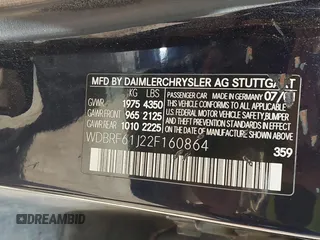 MFD BY DAIMLERCHRYSLER AG STUTTGART
PASSENGER CAR MADE IN GERMANY 07/01
KG LBS
GVWR 1975 4350
GAWR-FRONT 965 2125
GAWR-REAR 1010 2225
THIS VEHICLE CONFORMS TO ALL APPLICABLE U.S. FEDERAL MOTOR VEHICLE SAFETY, BUMPER, AND THEFT PREVENTION STANDARDS IN EFFECT ON THE DATE OF MANUFACTURE SHOWN ABOVE.
WDBRF61J22F160864
359
DREAMBID